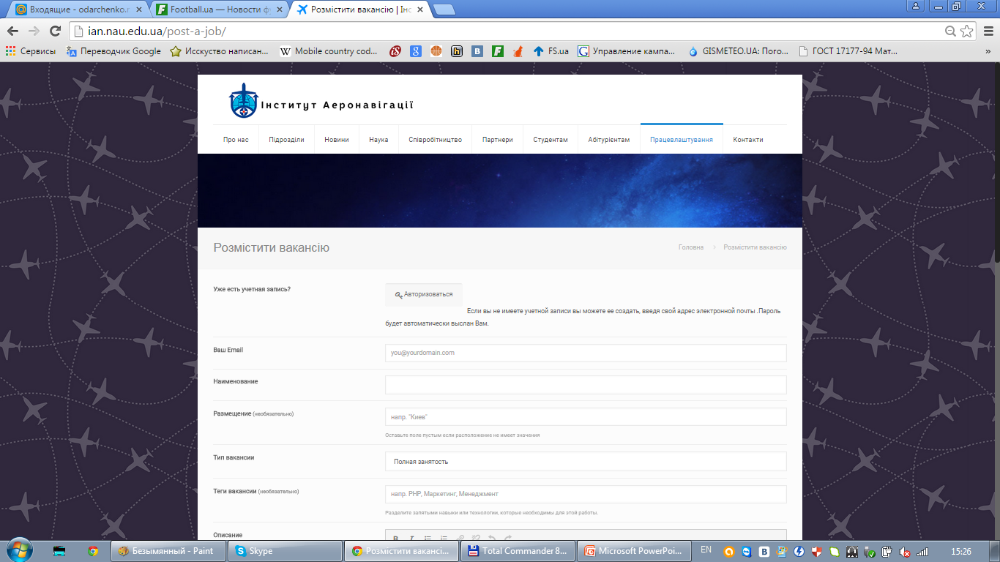 Входящие - odarchenko.r
Football.ua — Новости фу
Розмістити вакансію | Інс
ian.nau.edu.ua/post-a-job/
Сервисы
Переводчик Google
Исскуство написан...
Mobile country cod...
FS.ua
Управление кампа...
GISMETEO.UA: Пого...
ГОСТ 17177-94 Мат...
»
Інститут Аеронавігації
Про нас
Підрозділи
Новини
Наука
Співробітництво
Партнери
Студентам
Абітурієнтам
Працевлаштування
Контакти
Розмістити вакансію
Головна > Розмістити вакансію
Уже есть учетная запись?
Авторизоваться
Если вы не имеете учетной записи вы можете ее создать, введя свой адрес электронной почты .Пароль
будет автоматически выслан Вам.
Ваш Email
you@yourdomain.com
Наименование
Размещение (необязательно)
напр. "Киев"
Оставьте поле пустым если расположение не имеет значения
Тип вакансии
Полная занятость
Теги вакансии (необязательно)
напр. PHP, Маркетинг, Менеджмент
Разделите запятыми навыки или технологии, которые необходимы для этой работы.
Описание
B I
Безымянный - Paint
Skype
Розмістити вакансі...
Total Commander 8...
Microsoft PowerPoi...
EN
15:26